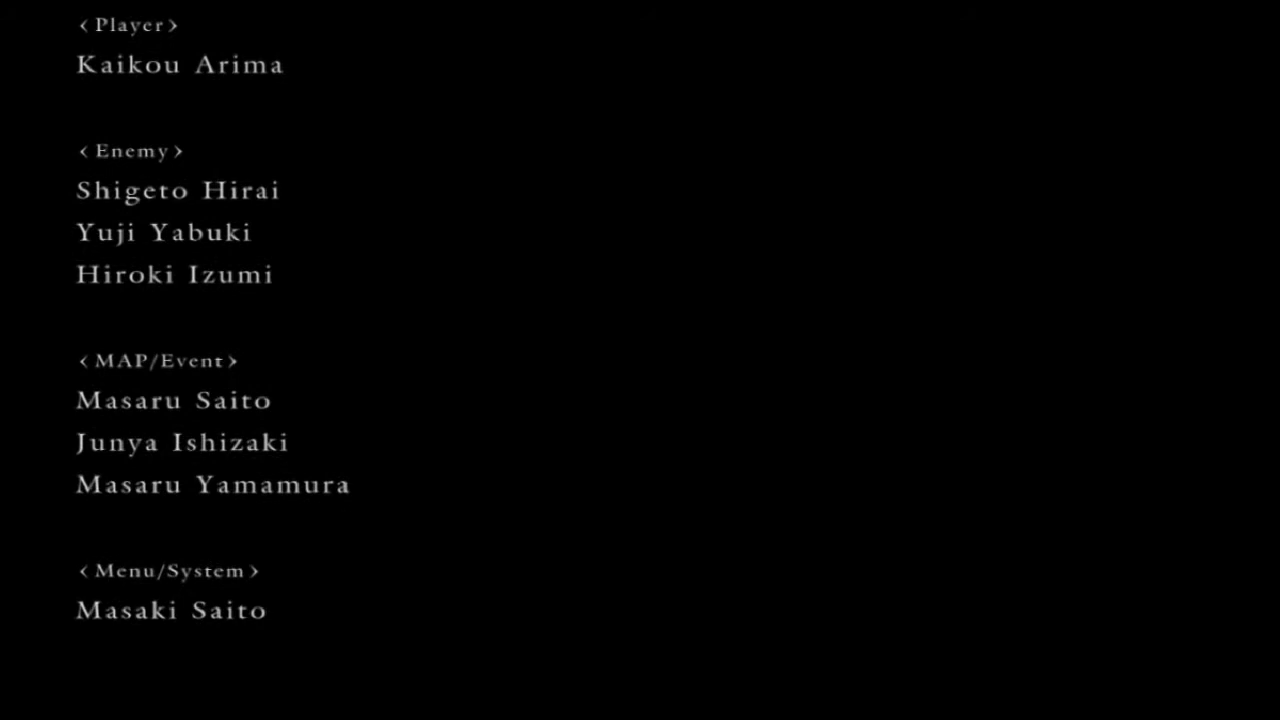 <Player>
Kaikou Arima
<Enemy>
Shigeto Hirai
Yuji Yabuki
Hiroki Izumi
<MAP/Event>
Masaru Saito
Junya Ishizaki
Masaru Yamamura
<Menu/System>
Masaki Saito